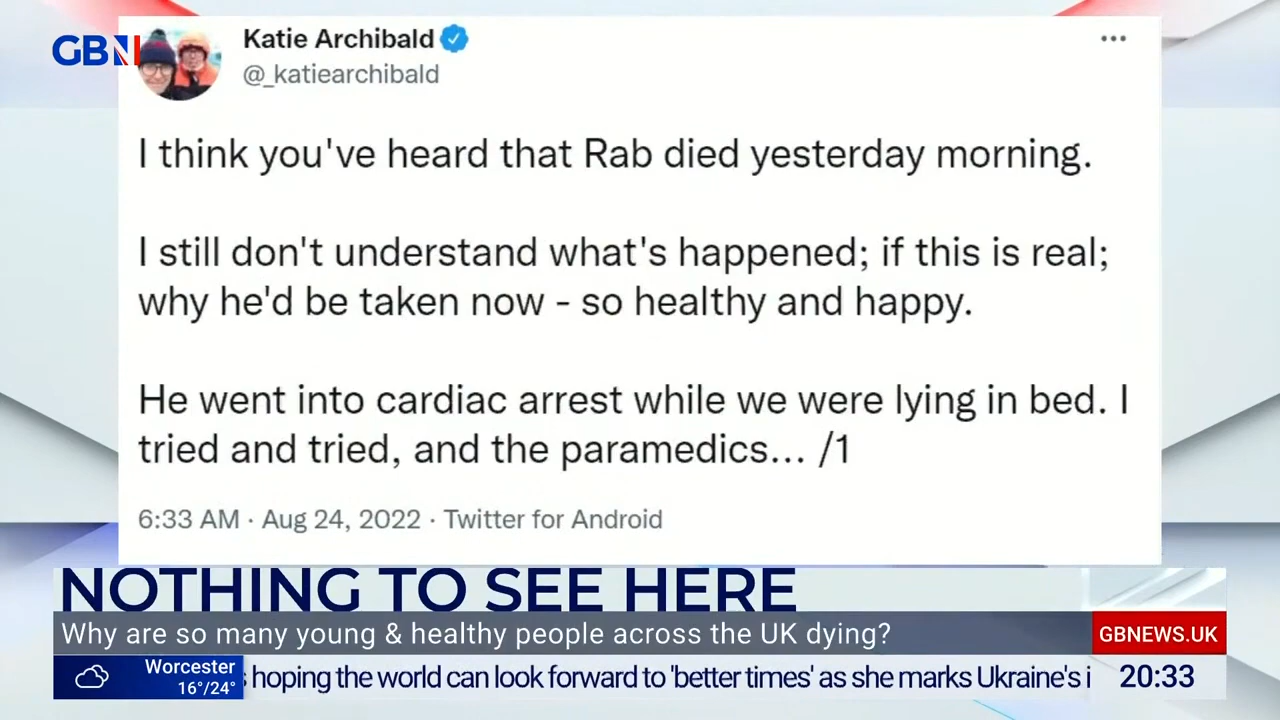 GBN
Katie Archibald
@_katiearchibald
I think you've heard that Rab died yesterday morning.
I still don't understand what's happened; if this is real;
why he'd be taken now - so healthy and happy.
He went into cardiac arrest while we were lying in bed. I
tried and tried, and the paramedics... /1
6:33 AM · Aug 24, 2022 · Twitter for Android
NOTHING TO SEE HERE
Why are so many young & healthy people across the UK dying?
GBNEWS.UK
Worcester
16°/24°
s hoping the world can look forward to 'better times' as she marks Ukraine's i
20:33